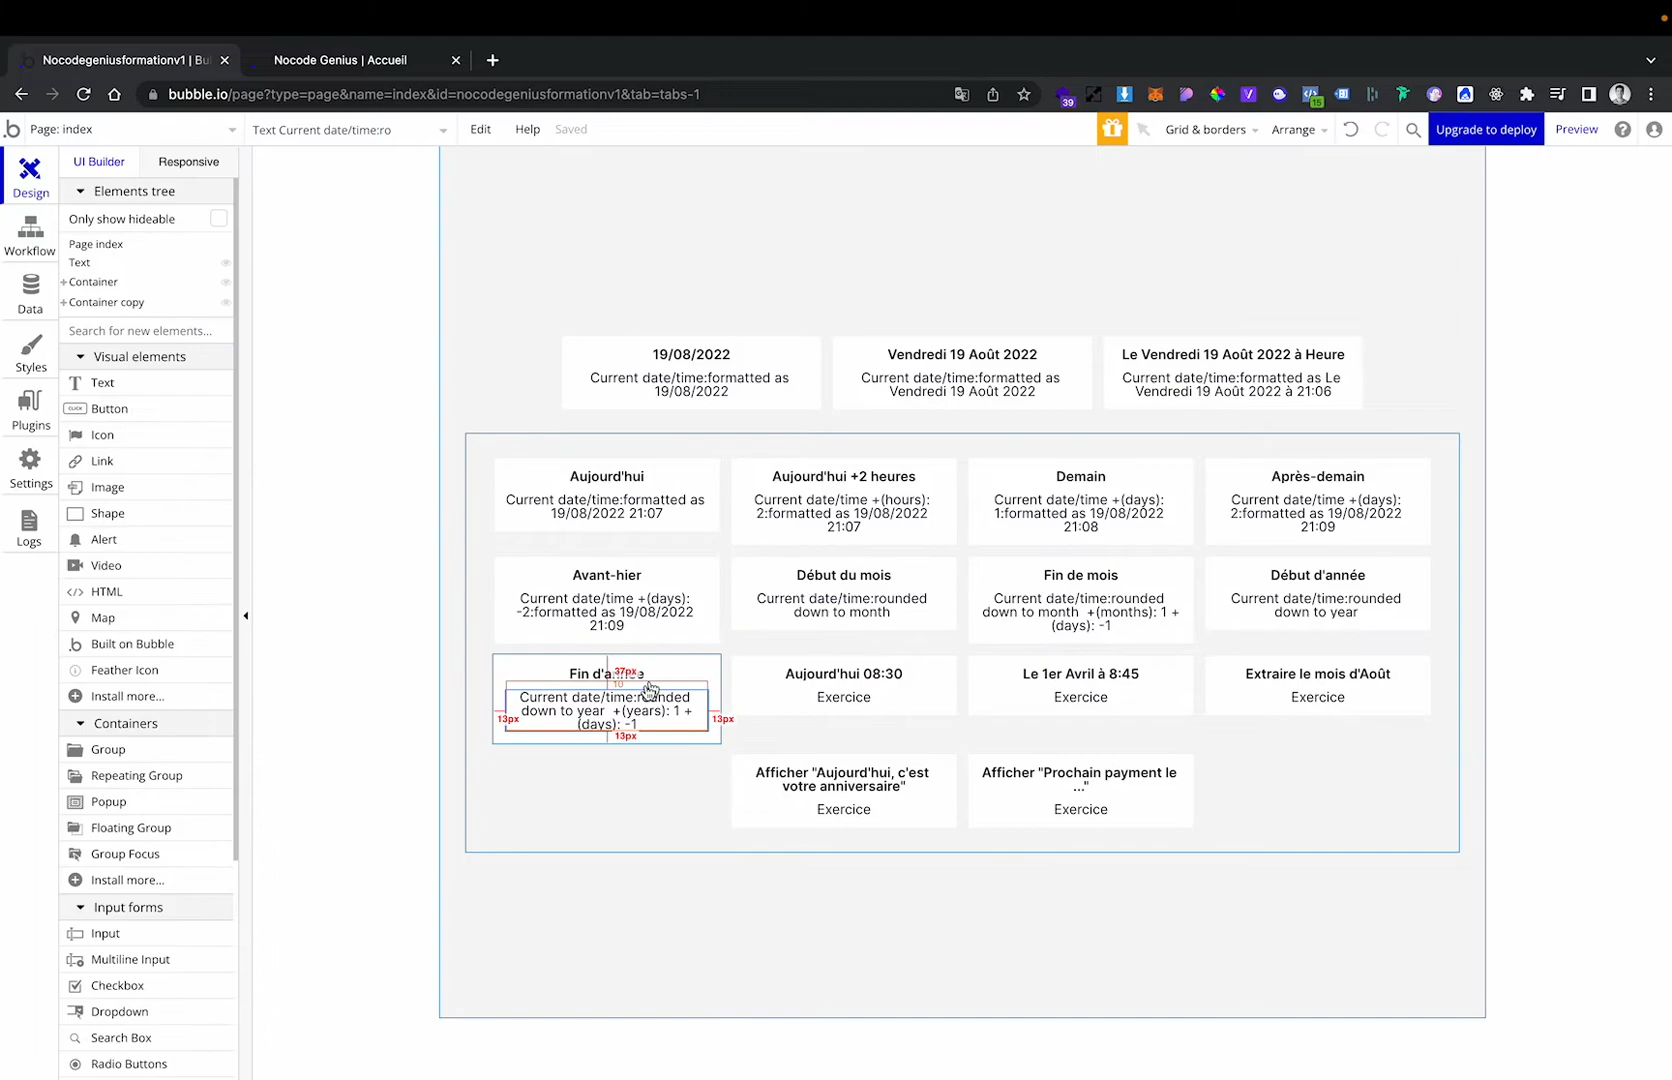 Nocodegeniusformationv1 | Bu
Nocode Genius | Accueil
bubble.io/page?type=page&name=index&id=nocodegeniusformationv1&tab=tabs-1
39
15
Page: index
Text Current date/time:ro
Edit
Help
Saved
Grid & borders
Arrange
Upgrade to deploy
Preview
UI Builder
Responsive
Design
Workflow
Data
Styles
Plugins
Settings
Logs
Elements tree
Only show hideable
Page index
Text
Container
Container copy
Search for new elements...
Visual elements
Text
CLICK
Button
Icon
Link
Image
Shape
Alert
Video
HTML
Map
Built on Bubble
Feather Icon
Install more...
Containers
Group
Repeating Group
Popup
Floating Group
Group Focus
Install more...
Input forms
Input
Multiline Input
Checkbox
Dropdown
Search Box
Radio Buttons
19/08/2022
Current date/time:formatted as
19/08/2022
Vendredi 19 Août 2022
Current date/time:formatted as
Vendredi 19 Août 2022
Le Vendredi 19 Août 2022 à Heure
Current date/time:formatted as Le
Vendredi 19 Août 2022 à 21:06
Aujourd'hui
Current date/time:formatted as
19/08/2022 21:07
Aujourd'hui +2 heures
Current date/time +(hours):
2:formatted as 19/08/2022
21:07
Demain
Current date/time +(days):
1:formatted as 19/08/2022
21:08
Après-demain
Current date/time +(days):
2:formatted as 19/08/2022
21:09
Avant-hier
Current date/time +(days):
-2:formatted as 19/08/2022
21:09
Début du mois
Current date/time:rounded
down to month
Fin de mois
Current date/time:rounded
down to month +(months): 1 +
(days): -1
Début d'année
Current date/time:rounded
down to year
Fin d'année
37px
10
Current date/time:rounded
down to year +(years): 1 +
(days): -1
13px
13px
13px
Aujourd'hui 08:30
Exercice
Le 1er Avril à 8:45
Exercice
Extraire le mois d'Août
Exercice
Afficher "Aujourd'hui, c'est
votre anniversaire"
Exercice
Afficher "Prochain payment le
..."
Exercice